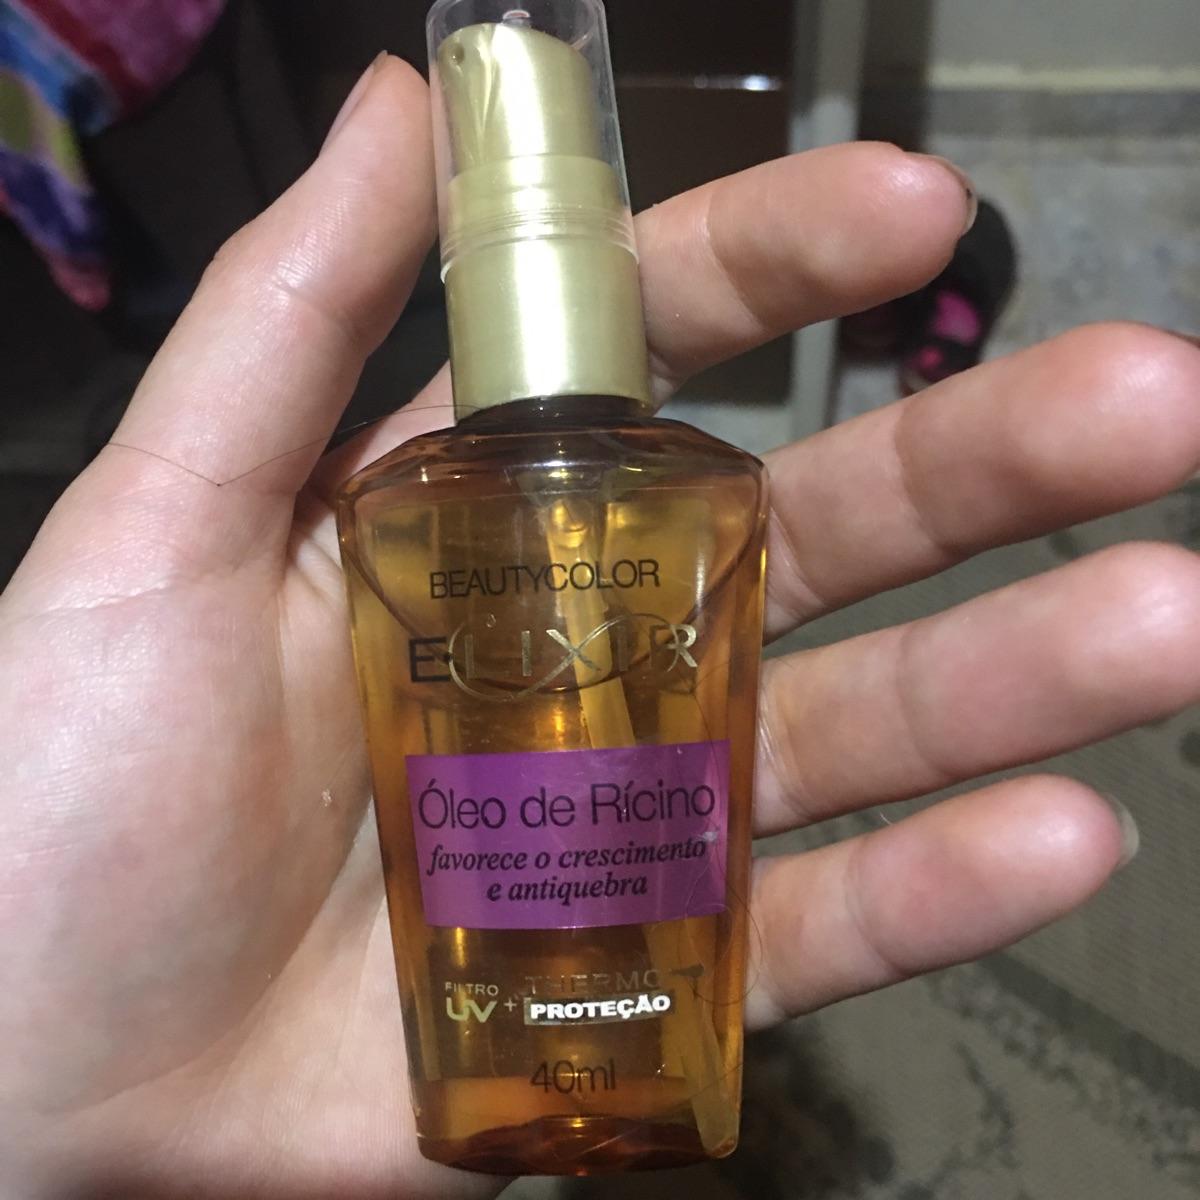 BEAUTYCOLOR
ELIXIR
Óleo de Rícino
favorece o crescimento
e antiquebra
FILTRO
UV + THERMO
PROTEÇÃO
40ml